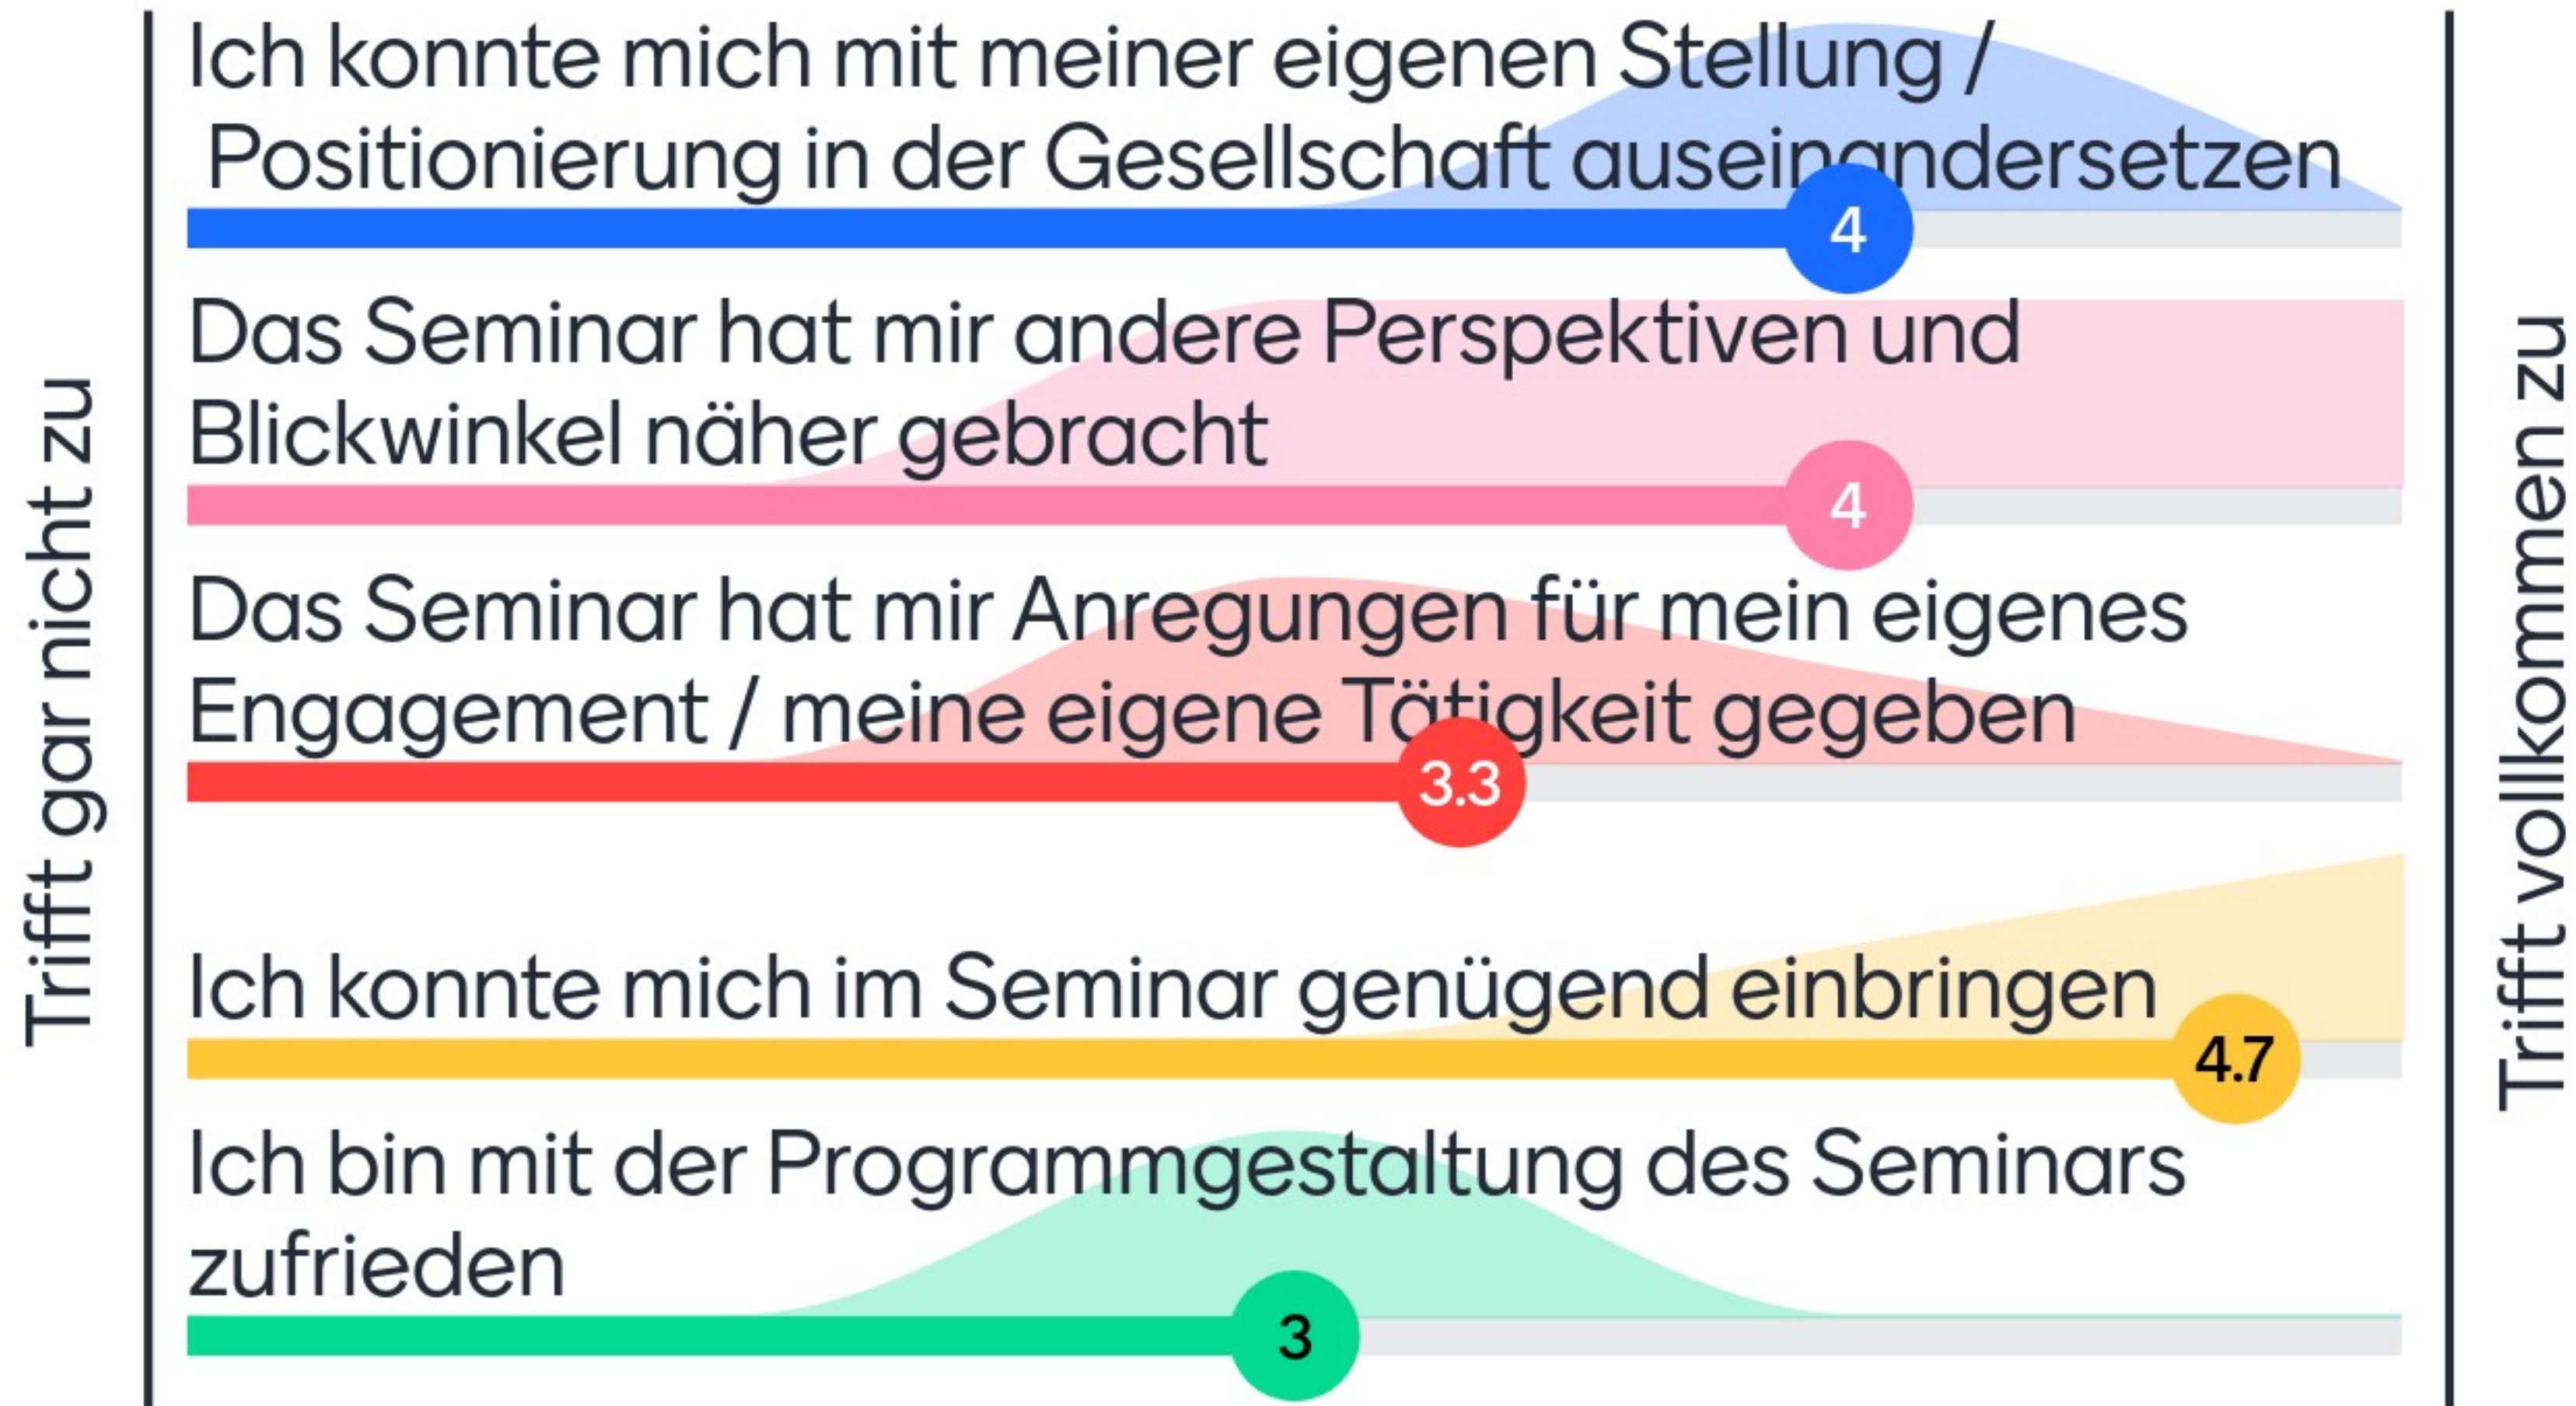 Trifft gar nicht zu
Ich konnte mich mit meiner eigenen Stellung /
Positionierung in der Gesellschaft auseinandersetzen
4
Das Seminar hat mir andere Perspektiven und
Blickwinkel näher gebracht
4
Das Seminar hat mir Anregungen für mein eigenes
Engagement / meine eigene Tätigkeit gegeben
3.3
Ich konnte mich im Seminar genügend einbringen
4.7
Ich bin mit der Programmgestaltung des Seminars
zufrieden
3
Trifft vollkommen zu